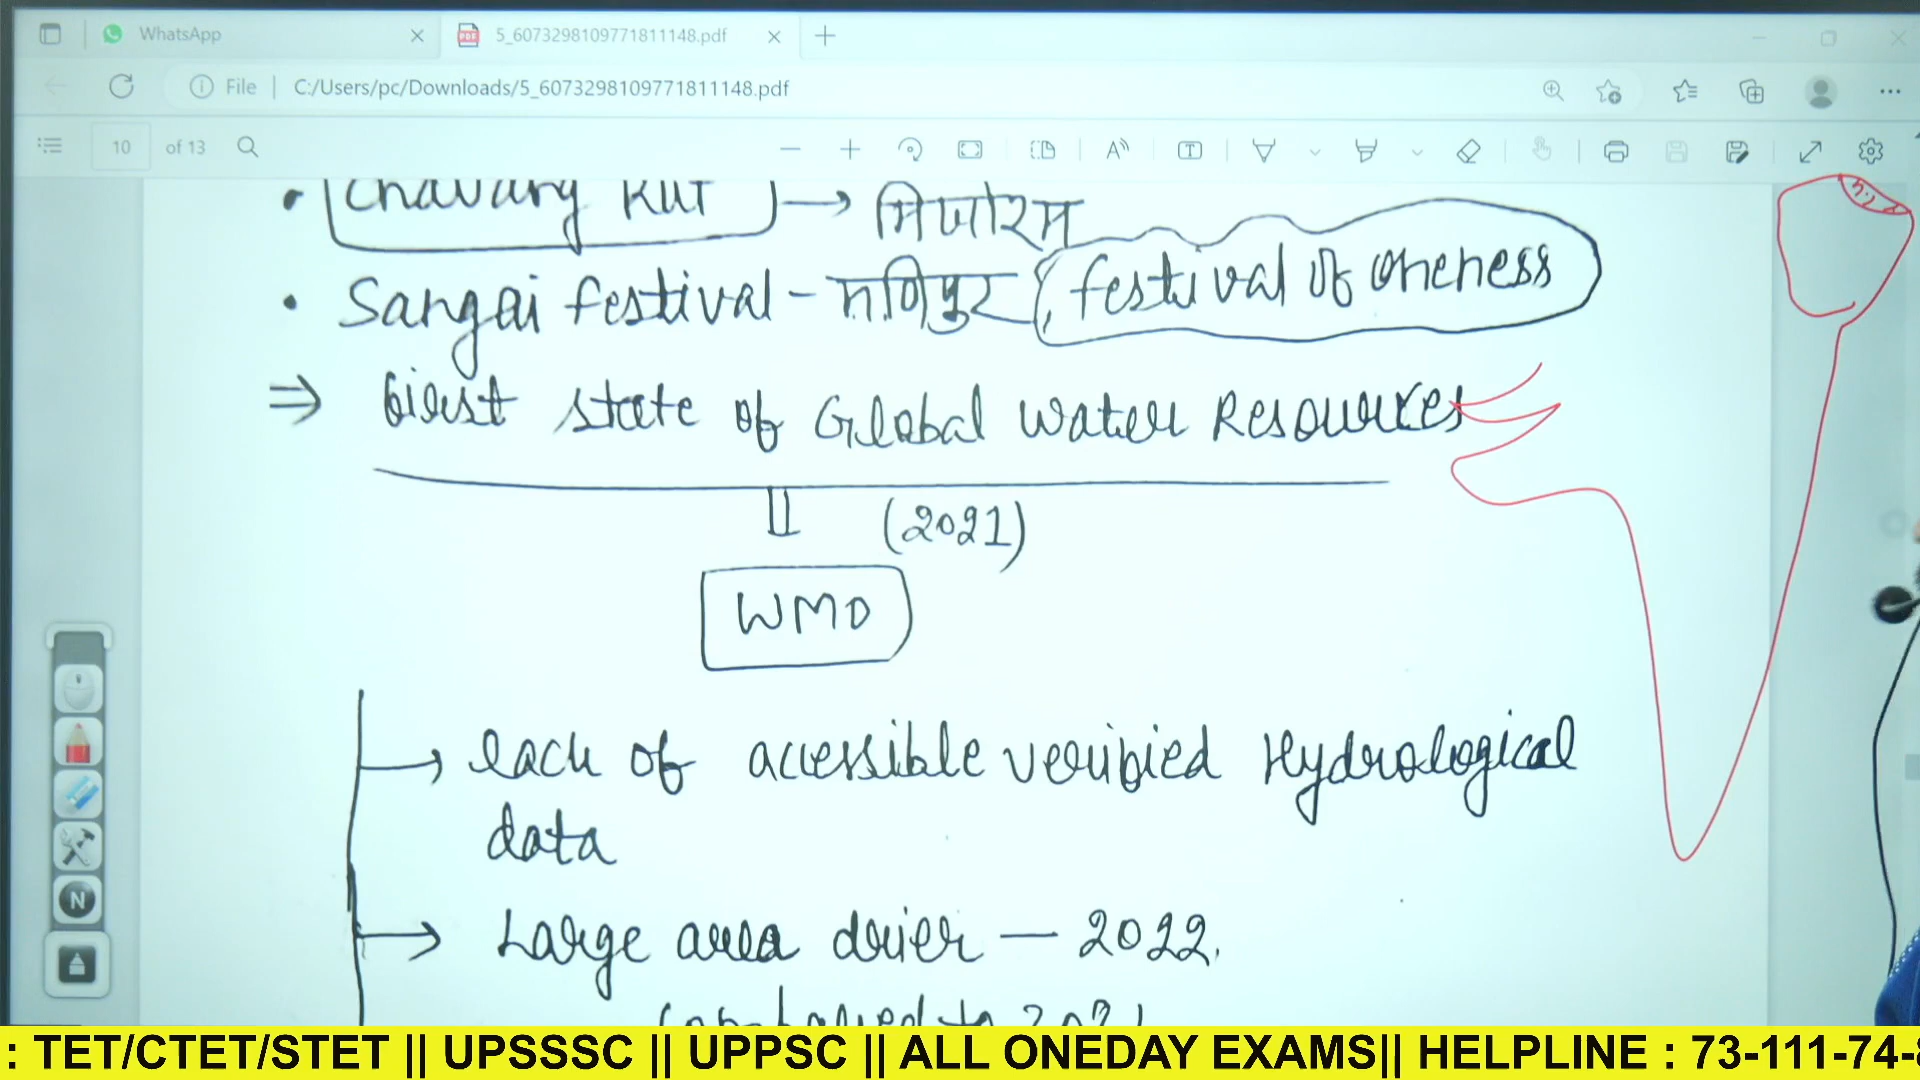 WhatsApp
5_6073298109771811148.pdf
File C:/Users/pc/Downloads/5_6073298109771811148.pdf
10 of 13
Kut → मिजोरम
• Sangai festival - मणिपुर, festival of oneness
⇒ first state of Global Water Resources
(2021)
WMO
→ lack of accessible verified Hydrological
data
→ Large area drier — 2022.
to 2021
: TET/CTET/STET || UPSSSC || UPPSC || ALL ONEDAY EXAMS|| HELPLINE : 73-111-74-